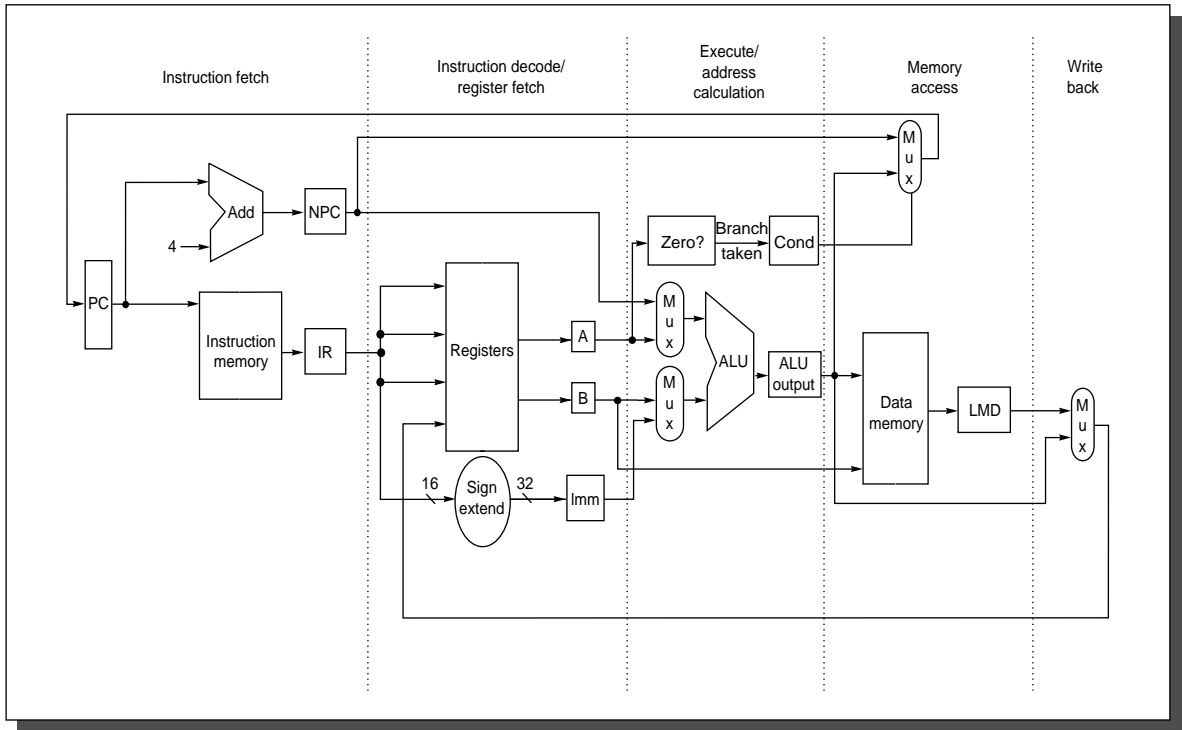 Instruction fetch
Instruction decode/
register fetch
Execute/
address
calculation
Memory
access
Write
back
M
u
x
Add
NPC
4
Zero?
Branch
taken
Cond
PC
Instruction
memory
IR
Registers
A
B
M
u
x
M
u
x
ALU
ALU
output
Data
memory
LMD
M
u
x
16
Sign
extend
32
Imm